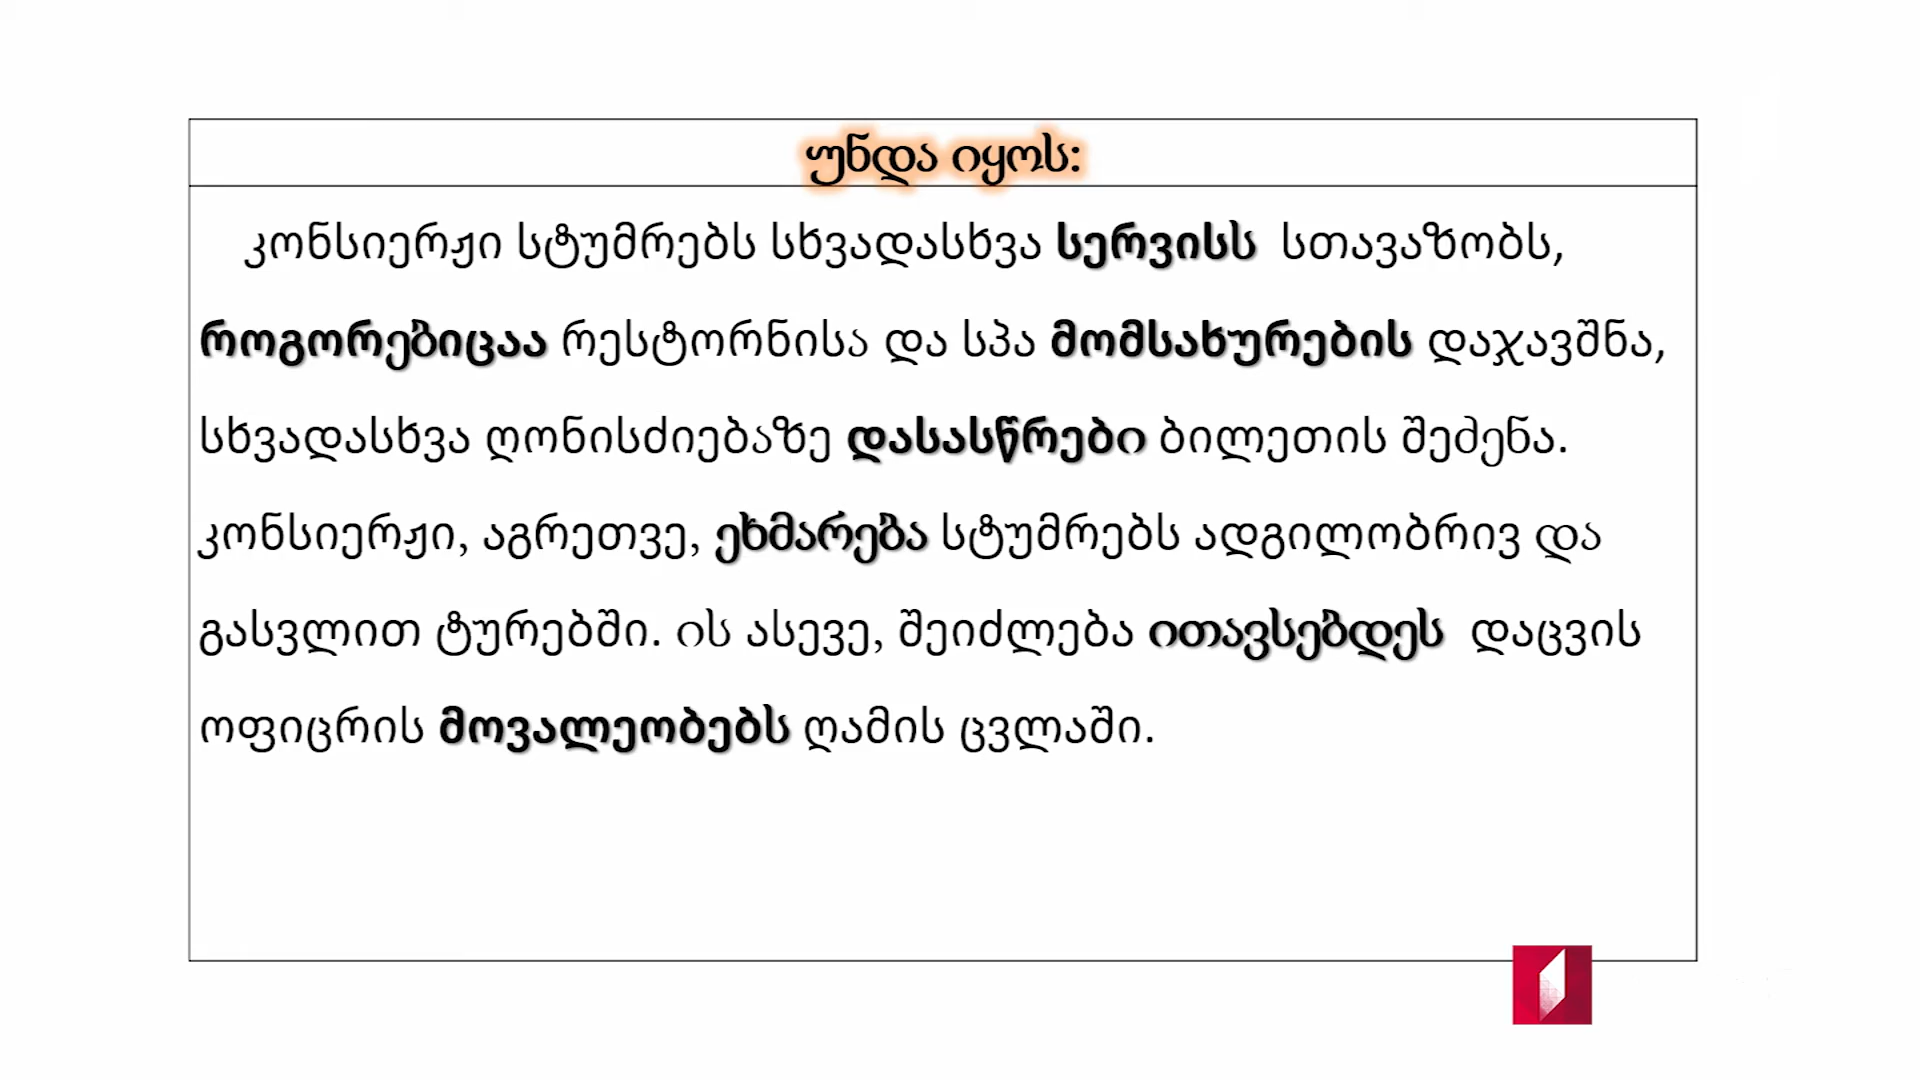 უნდა იყოს:
კონსიერჟი სტუმრებს სხვადასხვა სერვისს სთავაზობს,
როგორებიცაა რესტორნისა და სპა მომსახურების დაჯავშნა,
სხვადასხვა ღონისძიებაზე დასასწრები ბილეთის შეძენა.
კონსიერჟი, აგრეთვე, ეხმარება სტუმრებს ადგილობრივ და
გასვლით ტურებში. ის ასევე, შეიძლება ითავსებდეს დაცვის
ოფიცრის მოვალეობებს ღამის ცვლაში.